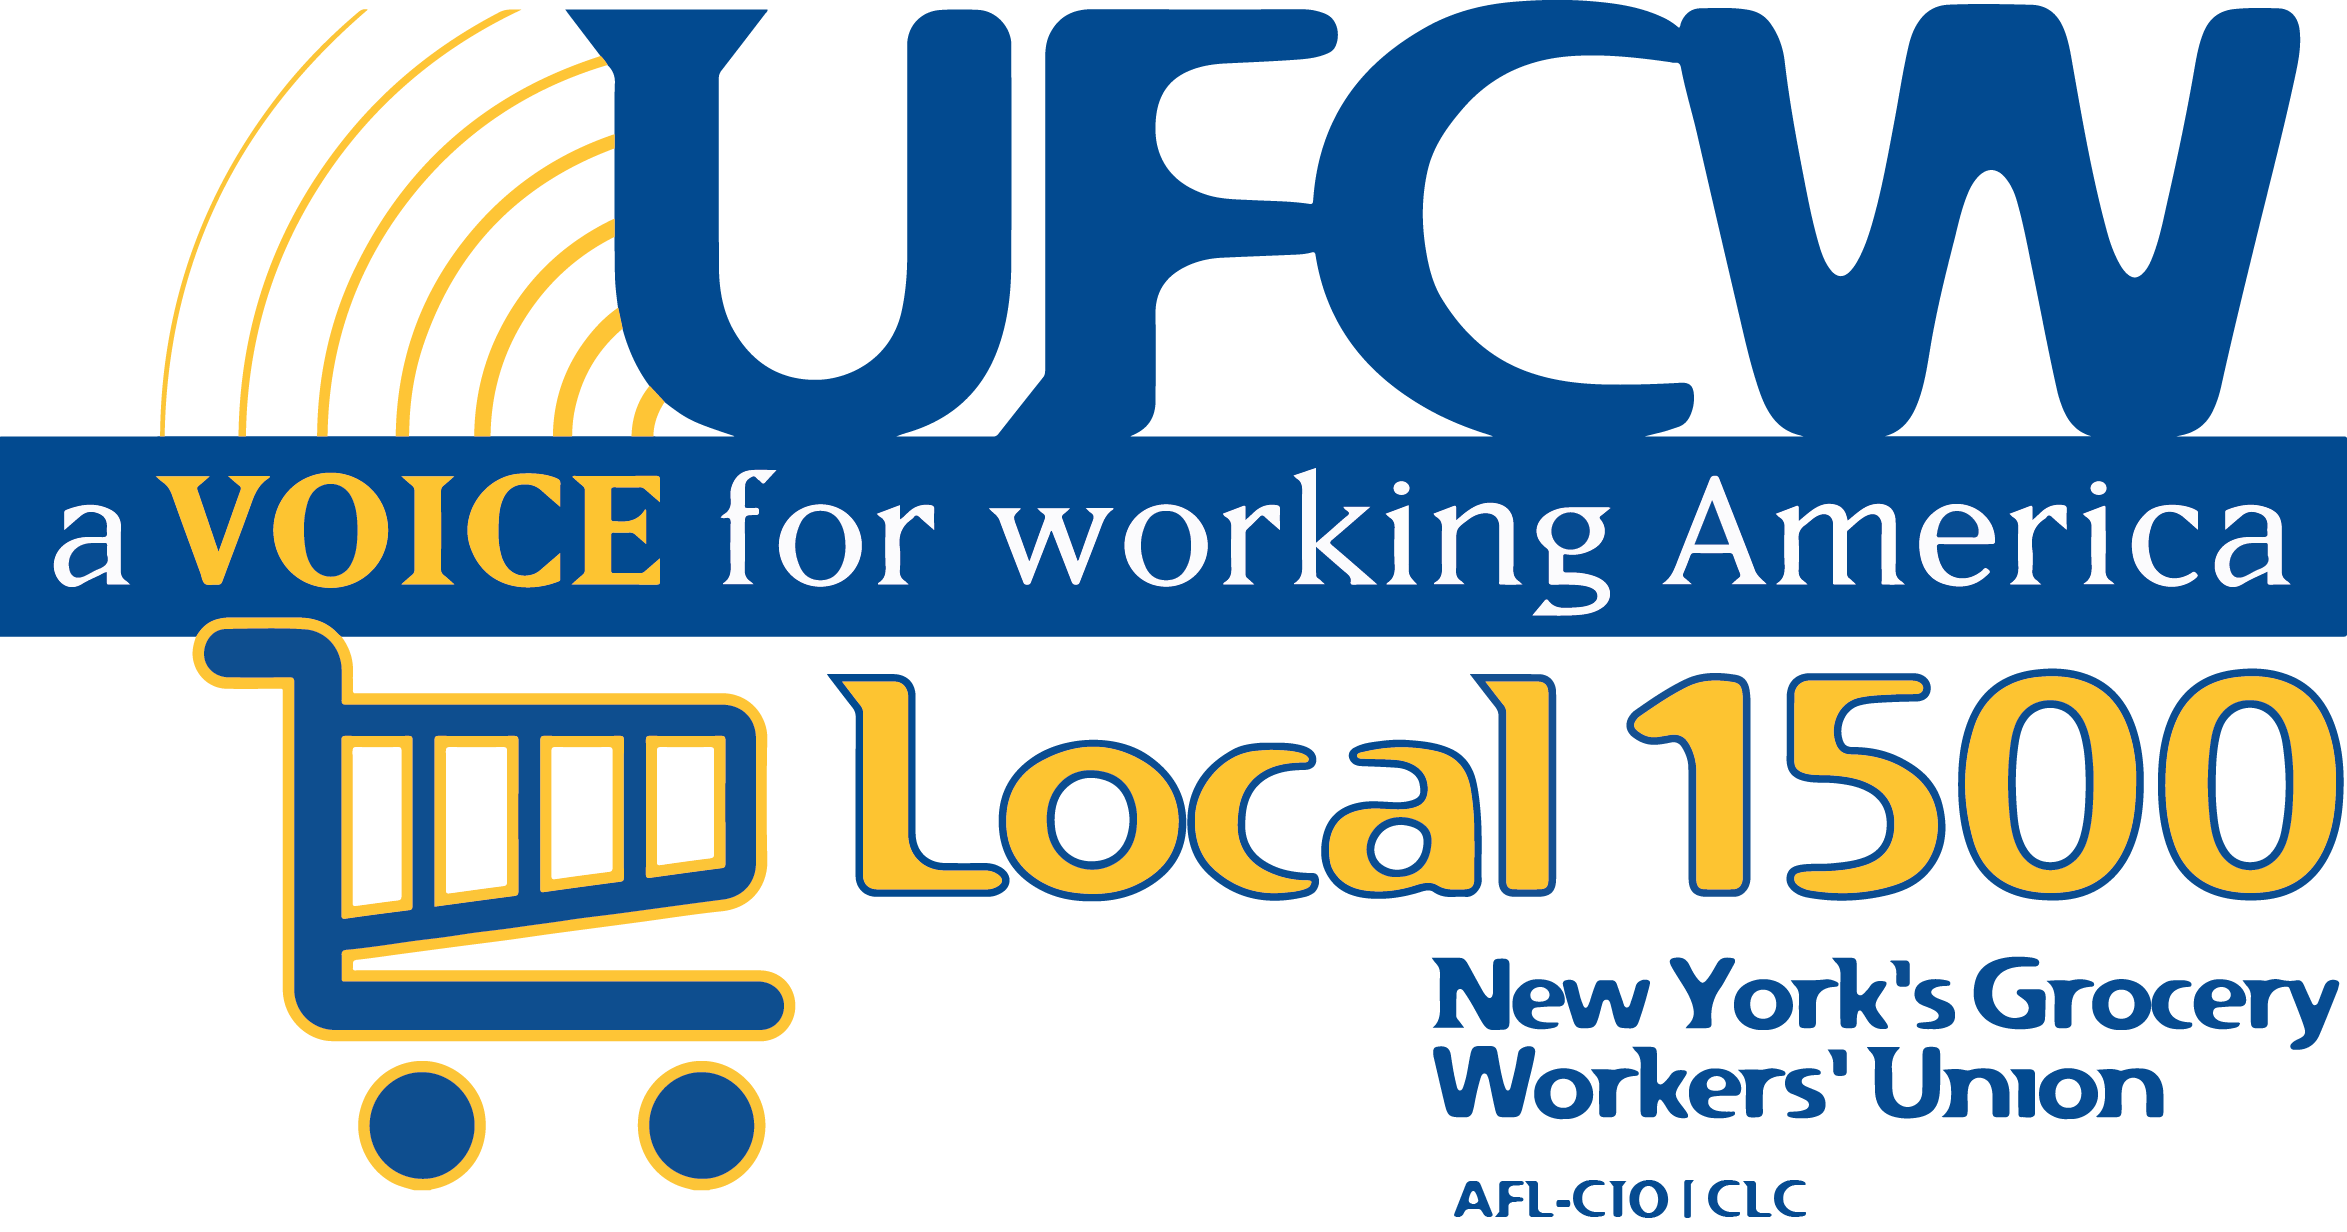 UFCW
a VOICE for working America
Local 1500
New York's Grocery
Workers' Union
AFL-CIO | CLC